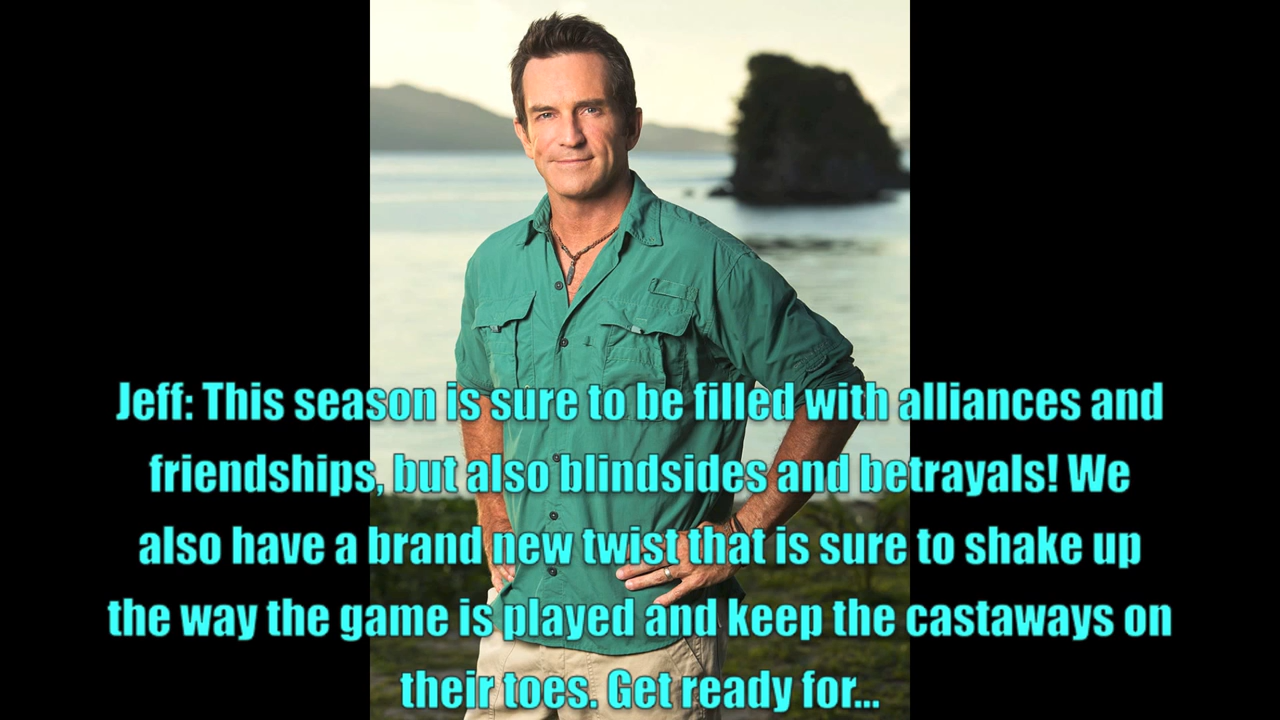 Jeff: This season is sure to be filled with alliances and
friendships, but also blindsides and betrayals! We
also have a brand new twist that is sure to shake up
the way the game is played and keep the castaways on
their toes. Get ready for...